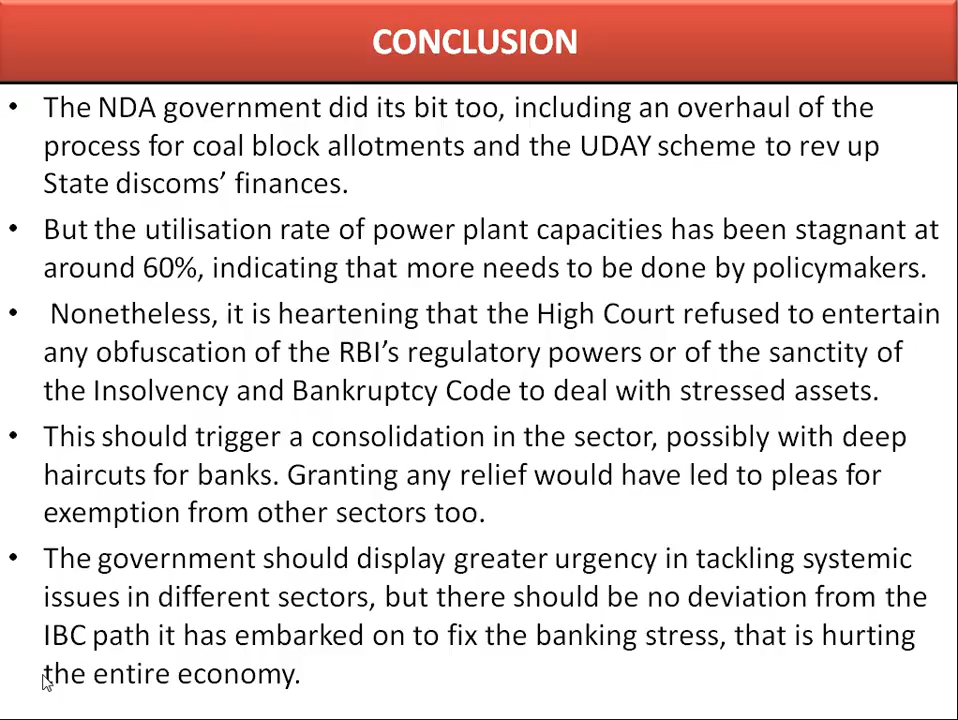 CONCLUSION
• The NDA government did its bit too, including an overhaul of the
process for coal block allotments and the UDAY scheme to rev up
State discoms’ finances.
• But the utilisation rate of power plant capacities has been stagnant at
around 60%, indicating that more needs to be done by policymakers.
• Nonetheless, it is heartening that the High Court refused to entertain
any obfuscation of the RBI’s regulatory powers or of the sanctity of
the Insolvency and Bankruptcy Code to deal with stressed assets.
• This should trigger a consolidation in the sector, possibly with deep
haircuts for banks. Granting any relief would have led to pleas for
exemption from other sectors too.
• The government should display greater urgency in tackling systemic
issues in different sectors, but there should be no deviation from the
IBC path it has embarked on to fix the banking stress, that is hurting
the entire economy.